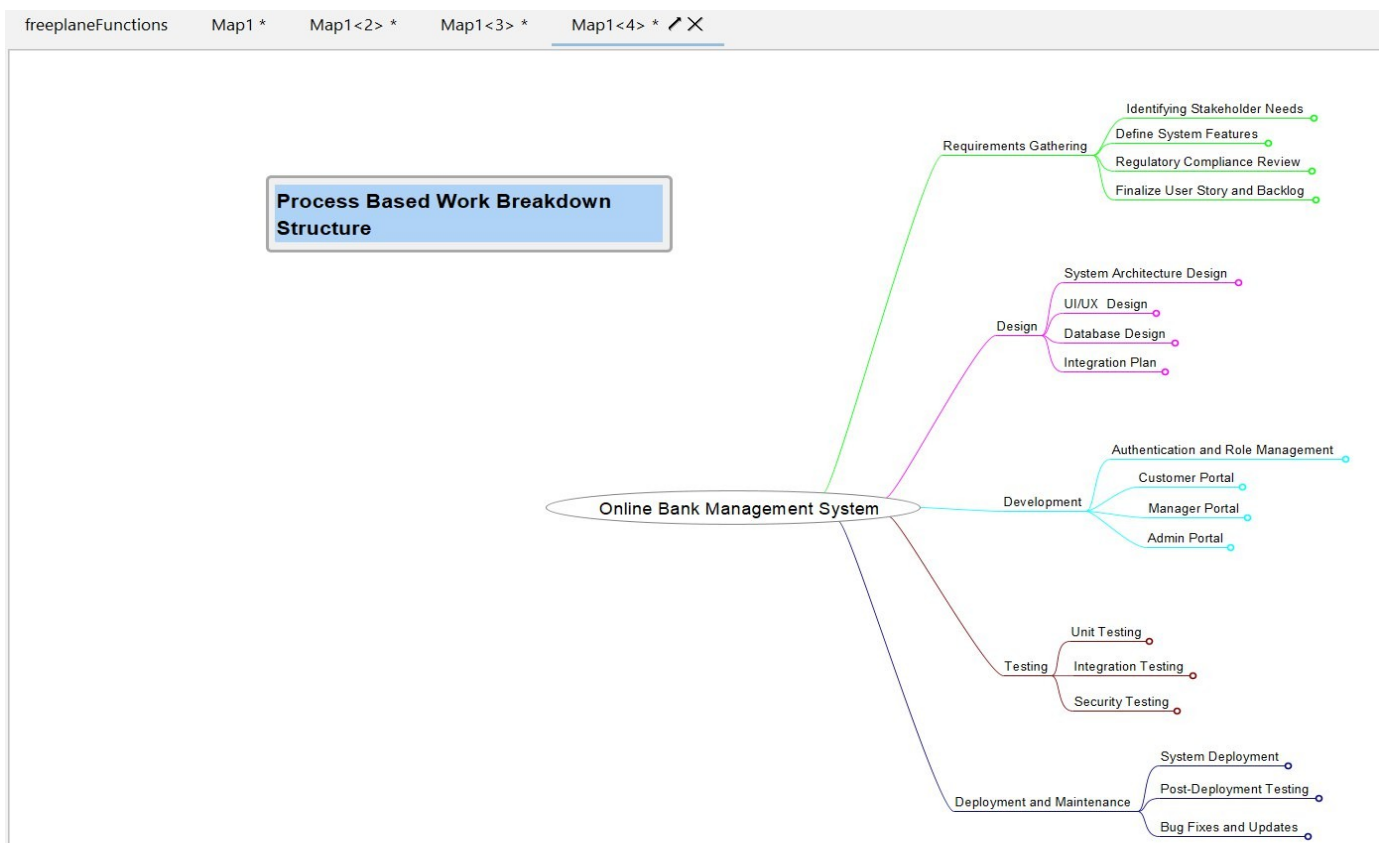 freeplaneFunctions Map1 * Map1<2> * Map1<3> * Map1<4> *
Process Based Work Breakdown
Structure
Online Bank Management System
Requirements Gathering
Identifying Stakeholder Needs
Define System Features
Regulatory Compliance Review
Finalize User Story and Backlog
Design
System Architecture Design
UI/UX Design
Database Design
Integration Plan
Development
Authentication and Role Management
Customer Portal
Manager Portal
Admin Portal
Testing
Unit Testing
Integration Testing
Security Testing
Deployment and Maintenance
System Deployment
Post-Deployment Testing
Bug Fixes and Updates